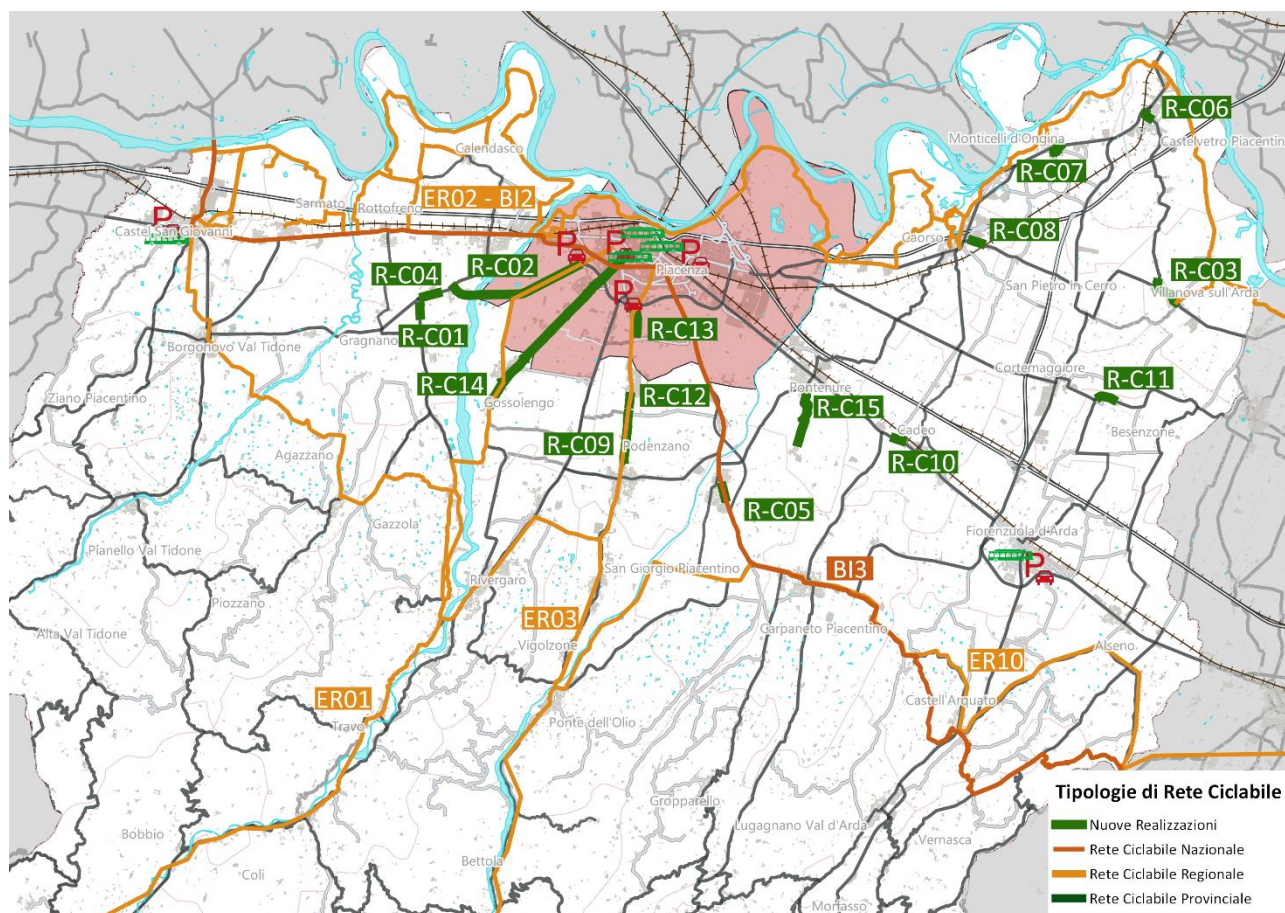 R-C06
Monticelli d'Ongina
Castelvetro Piacentino
R-C07
Calendasco
ER02 - BI2
Sarmato
Rottofreno
P
Castel San Giovanni
P
P
P
Caorso
R-C08
R-C04
R-C02
Piacenza
San Pietro in Cerro
R-C03
Villanova sull'Arda
P
R-C01
Gragnano
R-C13
Borgonovo Val Tidone
Cortemaggiore
R-C14
Pontenure
R-C11
Ziano Piacentino
Gossolengo
R-C12
R-C15
Besenzone
Cadeo
R-C09
Podenzano
R-C10
Agazzano
R-C05
Gazzola
Fiorenzuola d'Arda
P
Pianello Val Tidone
Rivergaro
San Giorgio Piacentino
BI3
Piozzano
ER03
Carpaneto Piacentino
Alta Val Tidone
Vigolzone
Alseno
ER10
ER01
Castell'Arquato
Travo
Ponte dell'Olio
Gropparello
Bobbio
Lugagnano Val d'Arda
Vernasca
Bettola
Coli
Morfasso
Tipologie di Rete Ciclabile
Nuove Realizzazioni
Rete Ciclabile Nazionale
Rete Ciclabile Regionale
Rete Ciclabile Provinciale